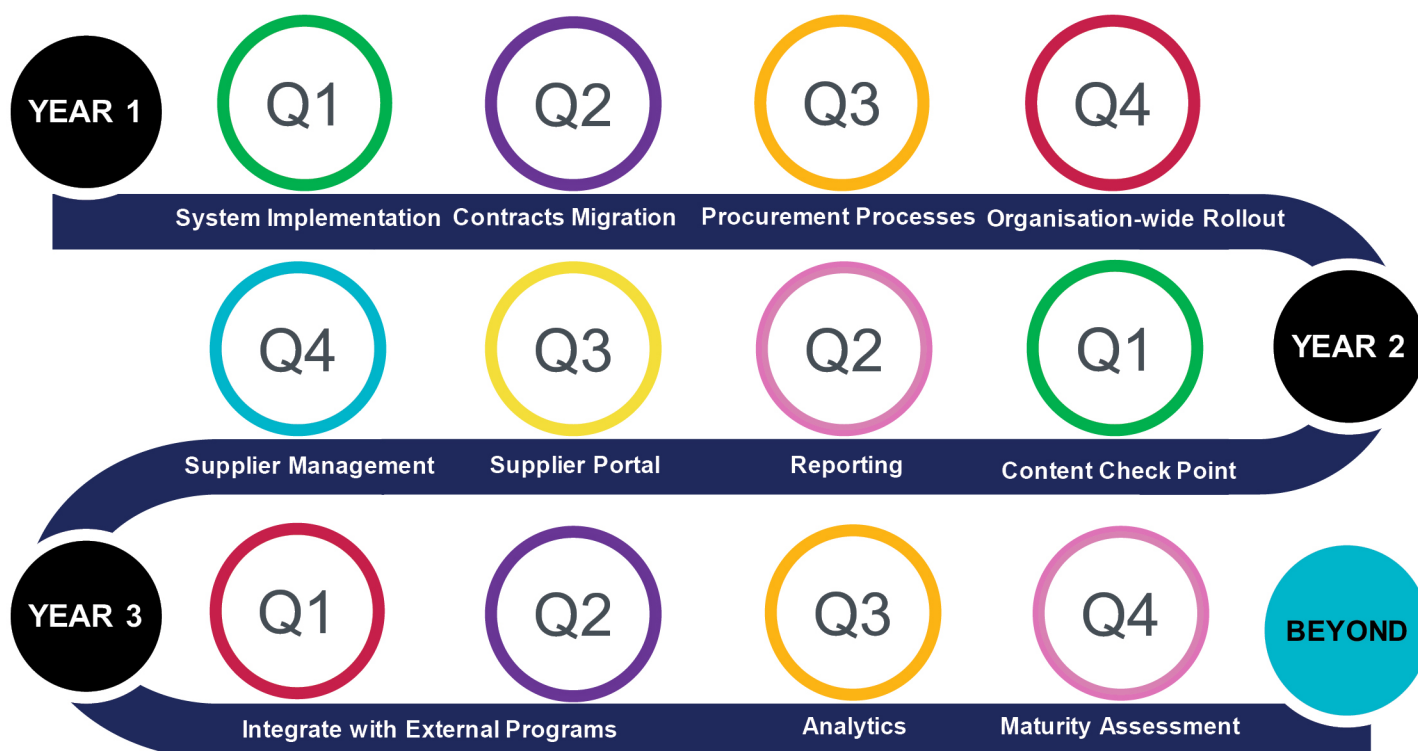 YEAR 1
Q1
Q2
Q3
Q4
System Implementation
Contracts Migration
Procurement Processes
Organisation-wide Rollout
YEAR 2
Q1
Q2
Q3
Q4
Content Check Point
Reporting
Supplier Portal
Supplier Management
YEAR 3
Q1
Q2
Q3
Q4
BEYOND
Integrate with External Programs
Analytics
Maturity Assessment